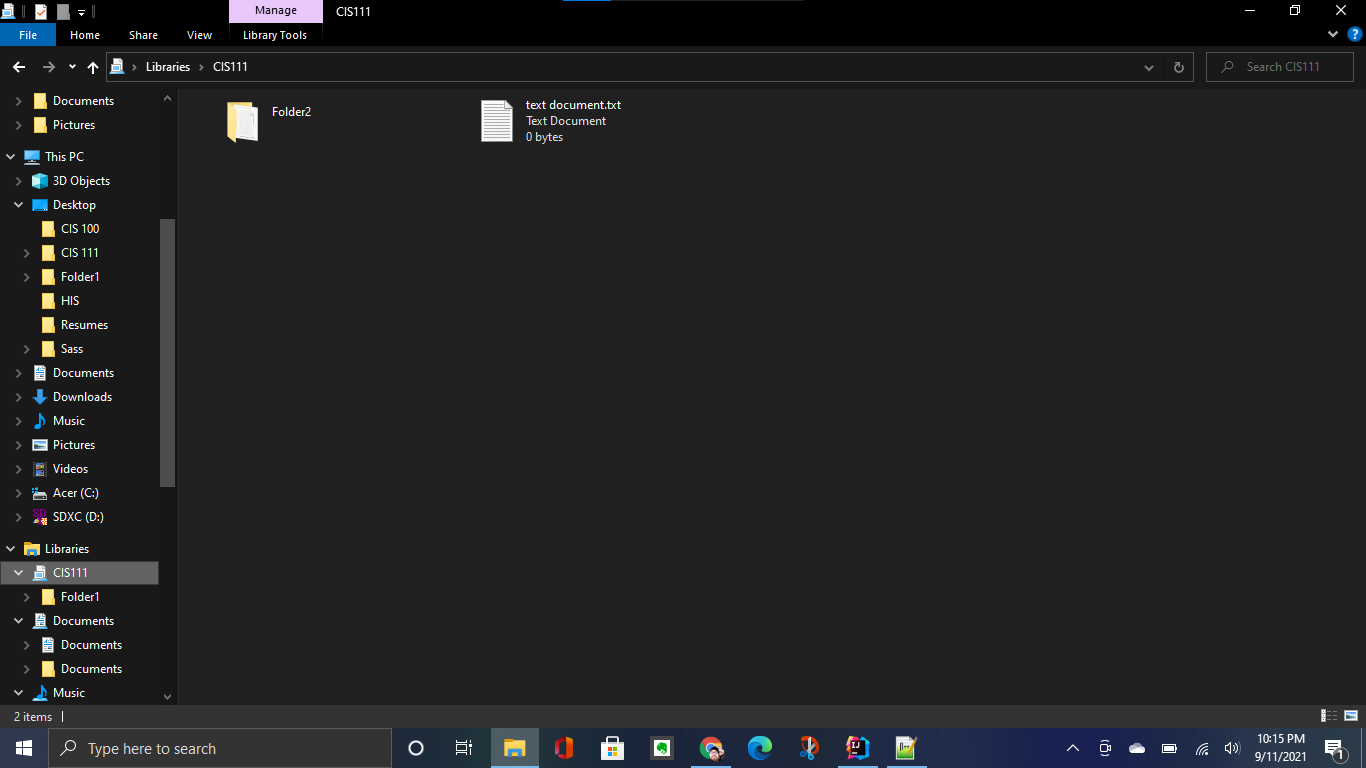 Manage
CIS111
File
Home
Share
View
Library Tools
Libraries
CIS111
Search CIS111
Documents
Pictures
This PC
3D Objects
Desktop
CIS 100
CIS 111
Folder1
HIS
Resumes
Sass
Documents
Downloads
Music
Pictures
Videos
Acer (C:)
SDXC (D:)
Libraries
CIS111
Folder1
Documents
Documents
Documents
Music
Folder2
text document.txt
Text Document
0 bytes
2 items
Type here to search
10:15 PM
9/11/2021
1